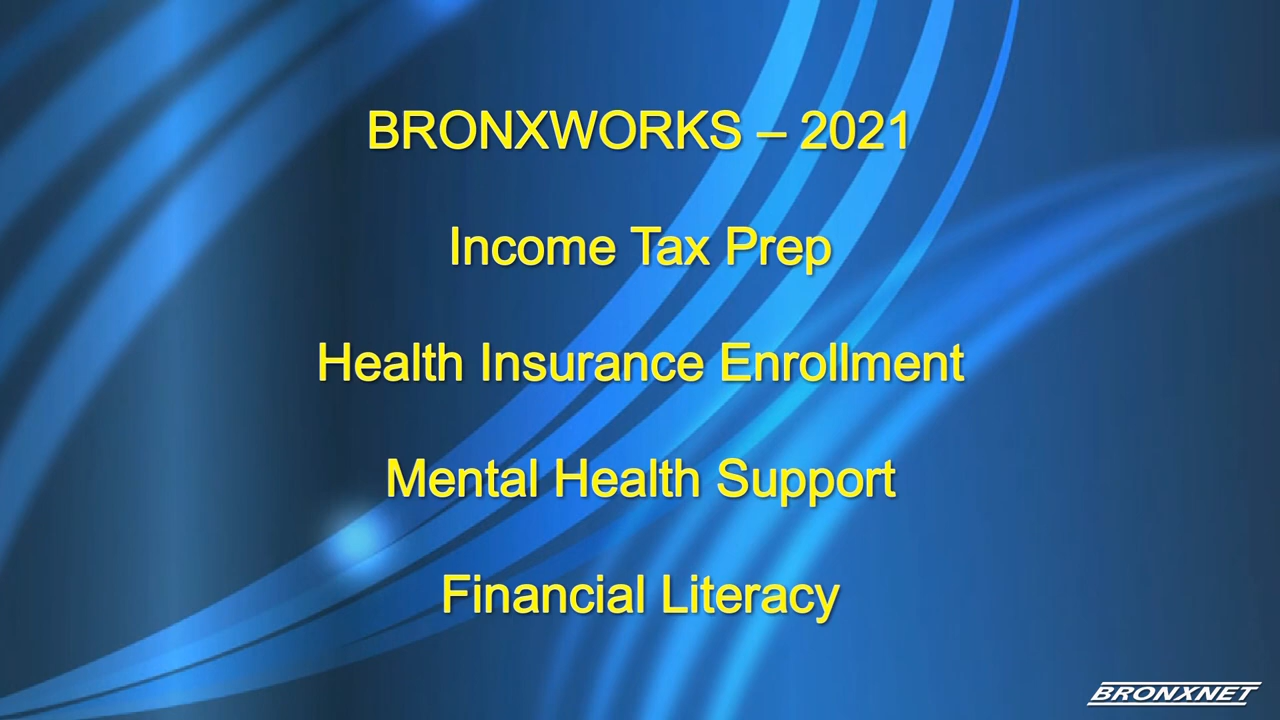 BRONXWORKS – 2021
Income Tax Prep
Health Insurance Enrollment
Mental Health Support
Financial Literacy
BRONXNET